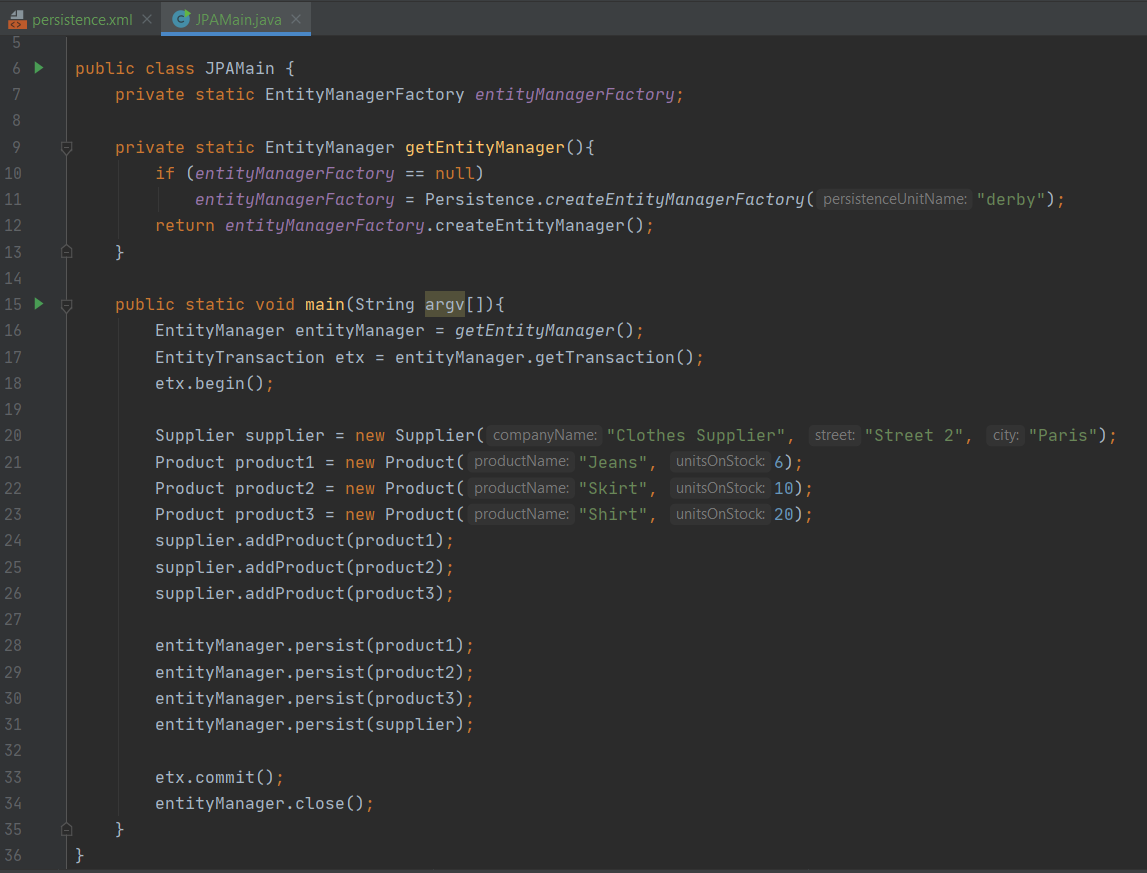 persistence.xml JPAMain.java
5
6 public class JPAMain {
7     private static EntityManagerFactory entityManagerFactory;
8
9     private static EntityManager getEntityManager(){
10         if (entityManagerFactory == null)
11             entityManagerFactory = Persistence.createEntityManagerFactory( persistenceUnitName: "derby");
12         return entityManagerFactory.createEntityManager();
13     }
14
15     public static void main(String argv[]){
16         EntityManager entityManager = getEntityManager();
17         EntityTransaction etx = entityManager.getTransaction();
18         etx.begin();
19
20         Supplier supplier = new Supplier( companyName: "Clothes Supplier", street: "Street 2", city: "Paris");
21         Product product1 = new Product( productName: "Jeans", unitsOnStock: 6);
22         Product product2 = new Product( productName: "Skirt", unitsOnStock: 10);
23         Product product3 = new Product( productName: "Shirt", unitsOnStock: 20);
24         supplier.addProduct(product1);
25         supplier.addProduct(product2);
26         supplier.addProduct(product3);
27
28         entityManager.persist(product1);
29         entityManager.persist(product2);
30         entityManager.persist(product3);
31         entityManager.persist(supplier);
32
33         etx.commit();
34         entityManager.close();
35     }
36 }